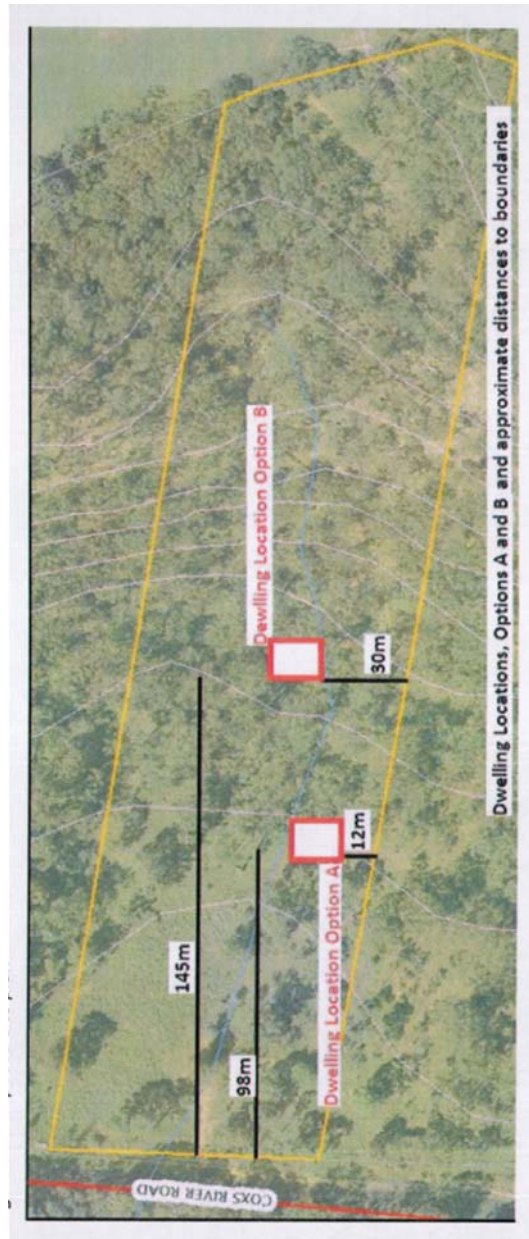 Dewlling Location Option B
30m
12m
Dwelling Location Option A
145m
98m
COXS RIVER ROAD
Dwelling Locations, Options A and B and approximate distances to boundaries